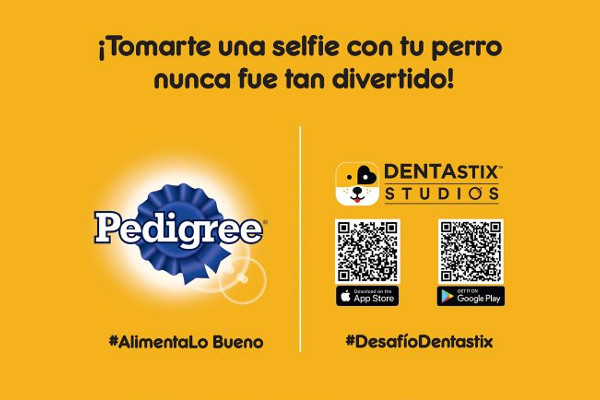 ¡Tomarte una selfie con tu perro
nunca fue tan divertido!
Pedigree®
#AlimentaLo Bueno
DENTASTIX™
STUDIOS
Download on the
App Store
GET IT ON
Google Play
#DesafíoDentastix